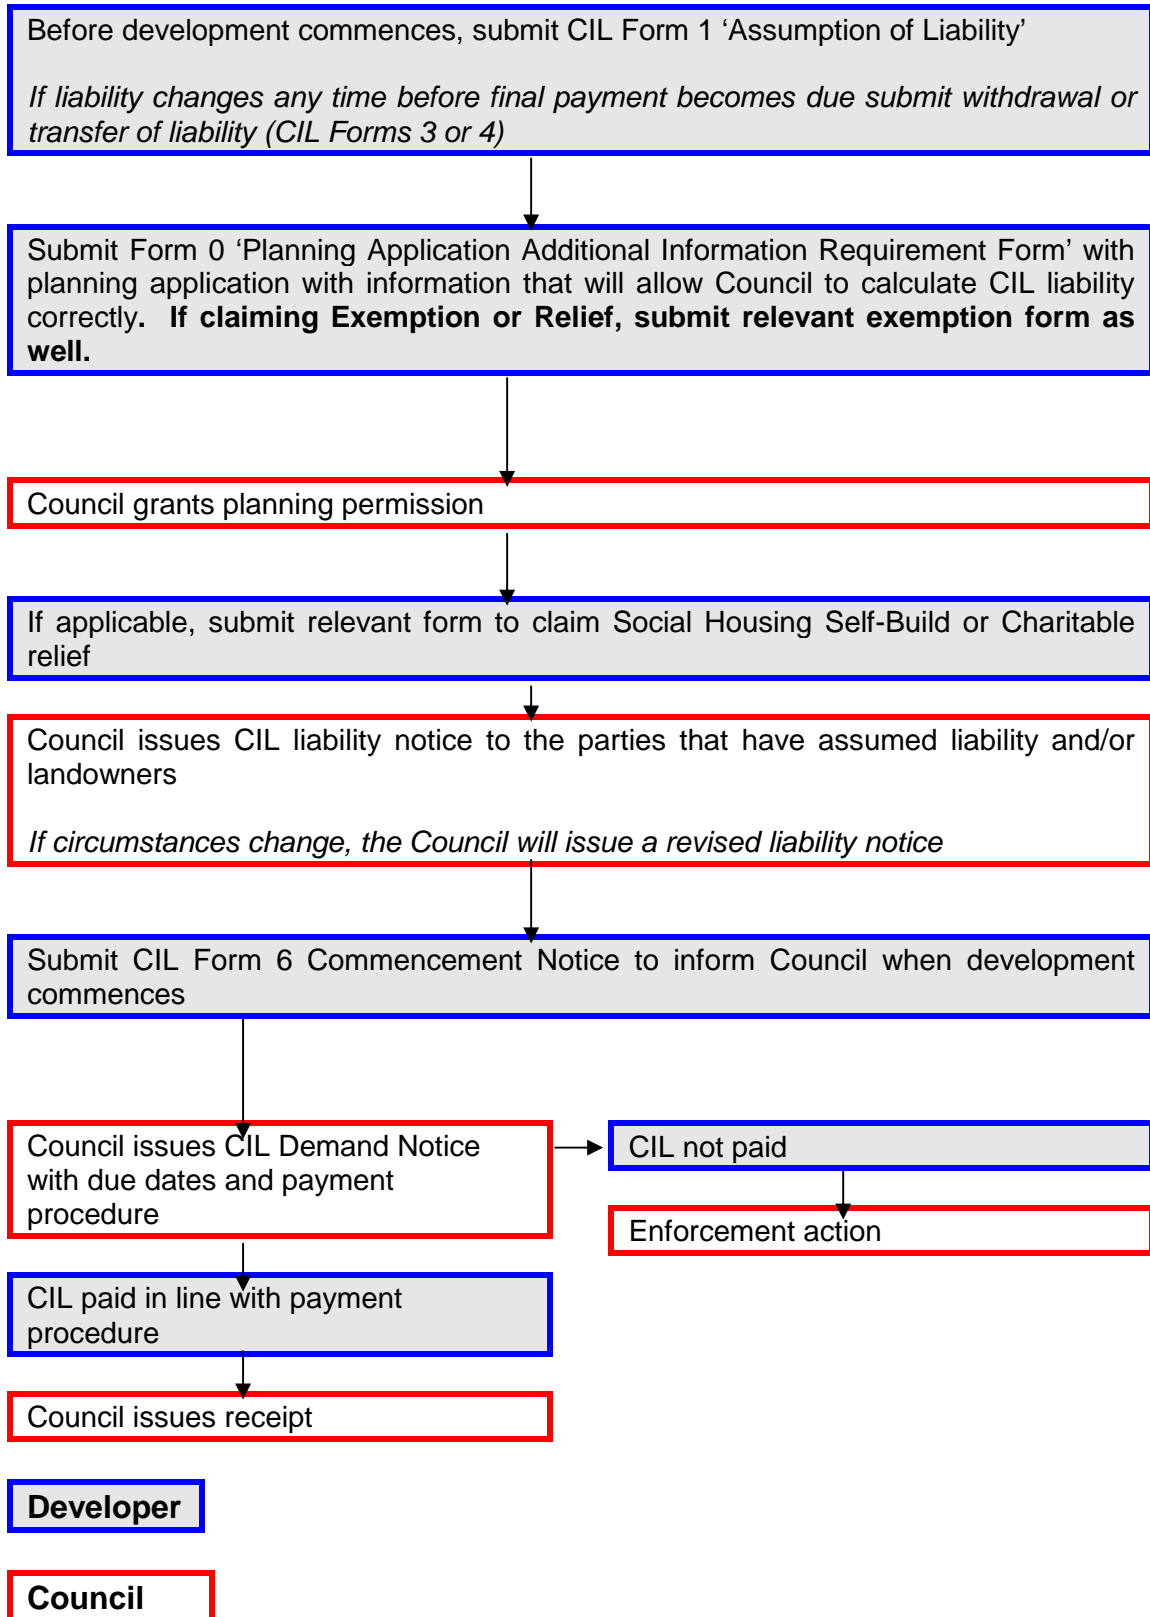 Before development commences, submit CIL Form 1 ‘Assumption of Liability’
If liability changes any time before final payment becomes due submit withdrawal or
transfer of liability (CIL Forms 3 or 4)
Submit Form 0 ‘Planning Application Additional Information Requirement Form’ with
planning application with information that will allow Council to calculate CIL liability
correctly. If claiming Exemption or Relief, submit relevant exemption form as
well.
Council grants planning permission
If applicable, submit relevant form to claim Social Housing Self-Build or Charitable
relief
Council issues CIL liability notice to the parties that have assumed liability and/or
landowners
If circumstances change, the Council will issue a revised liability notice
Submit CIL Form 6 Commencement Notice to inform Council when development
commences
Council issues CIL Demand Notice
with due dates and payment
procedure
CIL not paid
Enforcement action
CIL paid in line with payment
procedure
Council issues receipt
Developer
Council